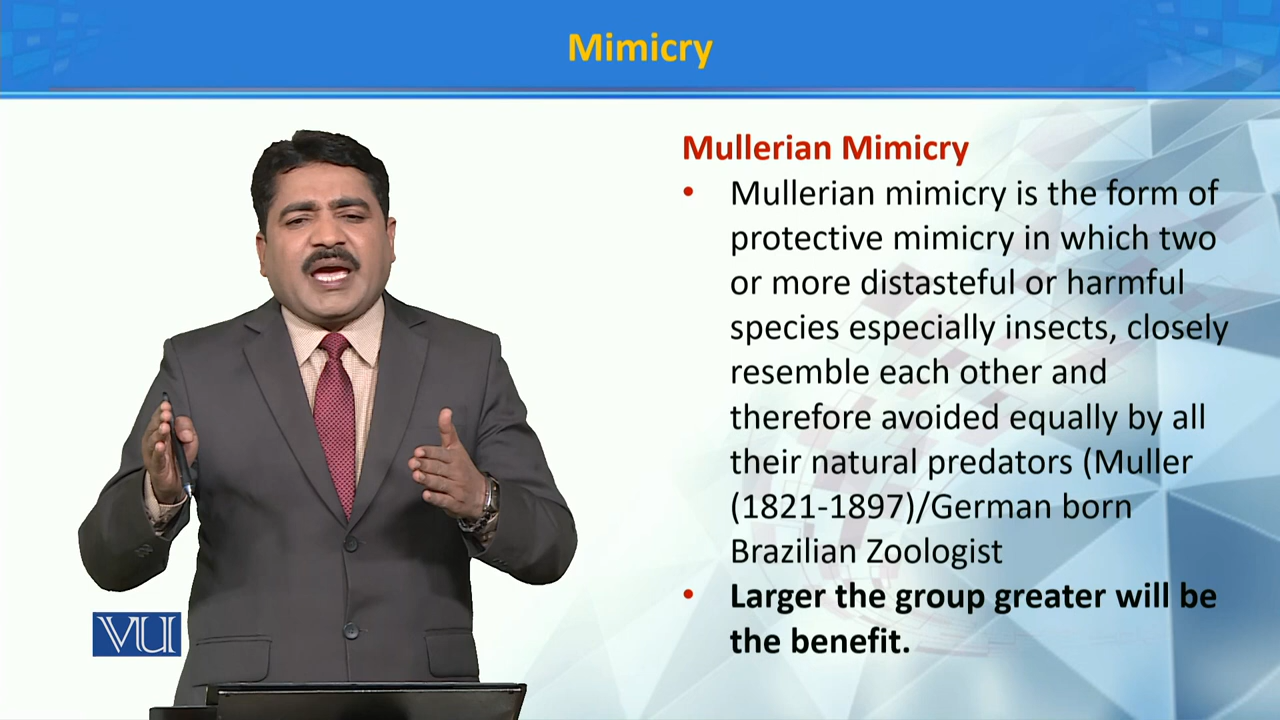 Mimicry
Mullerian Mimicry
• Mullerian mimicry is the form of
protective mimicry in which two
or more distasteful or harmful
species especially insects, closely
resemble each other and
therefore avoided equally by all
their natural predators (Muller
(1821-1897)/German born
Brazilian Zoologist
• Larger the group greater will be
the benefit.
VU